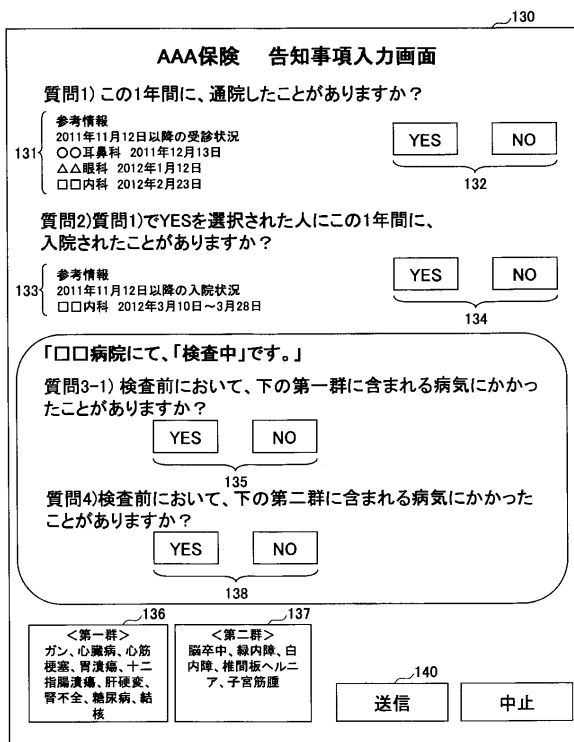 130
AAA保険　告知事項入力画面
質問1) この1年間に、通院したことがありますか？
参考情報
2011年11月12日以降の受診状況
○○耳鼻科 2011年12月13日
△△眼科 2012年1月12日
□□内科 2012年2月23日
131
YES NO
132
質問2)質問1)でYESを選択された人にこの1年間に、
入院されたことがありますか？
参考情報
2011年11月12日以降の入院状況
□□内科 2012年3月10日～3月28日
133
YES NO
134
「□□病院にて、「検査中」です。」
質問3-1) 検査前において、下の第一群に含まれる病気にかかっ
たことがありますか？
YES NO
135
質問4)検査前において、下の第二群に含まれる病気にかかった
ことがありますか？
YES NO
138
136
＜第一群＞
ガン、心臓病、心筋
梗塞、胃潰瘍、十二
指腸潰瘍、肝硬変、
腎不全、糖尿病、結
核
137
＜第二群＞
脳卒中、緑内障、白
内障、椎間板ヘルニ
ア、子宮筋腫
140
送信
中止